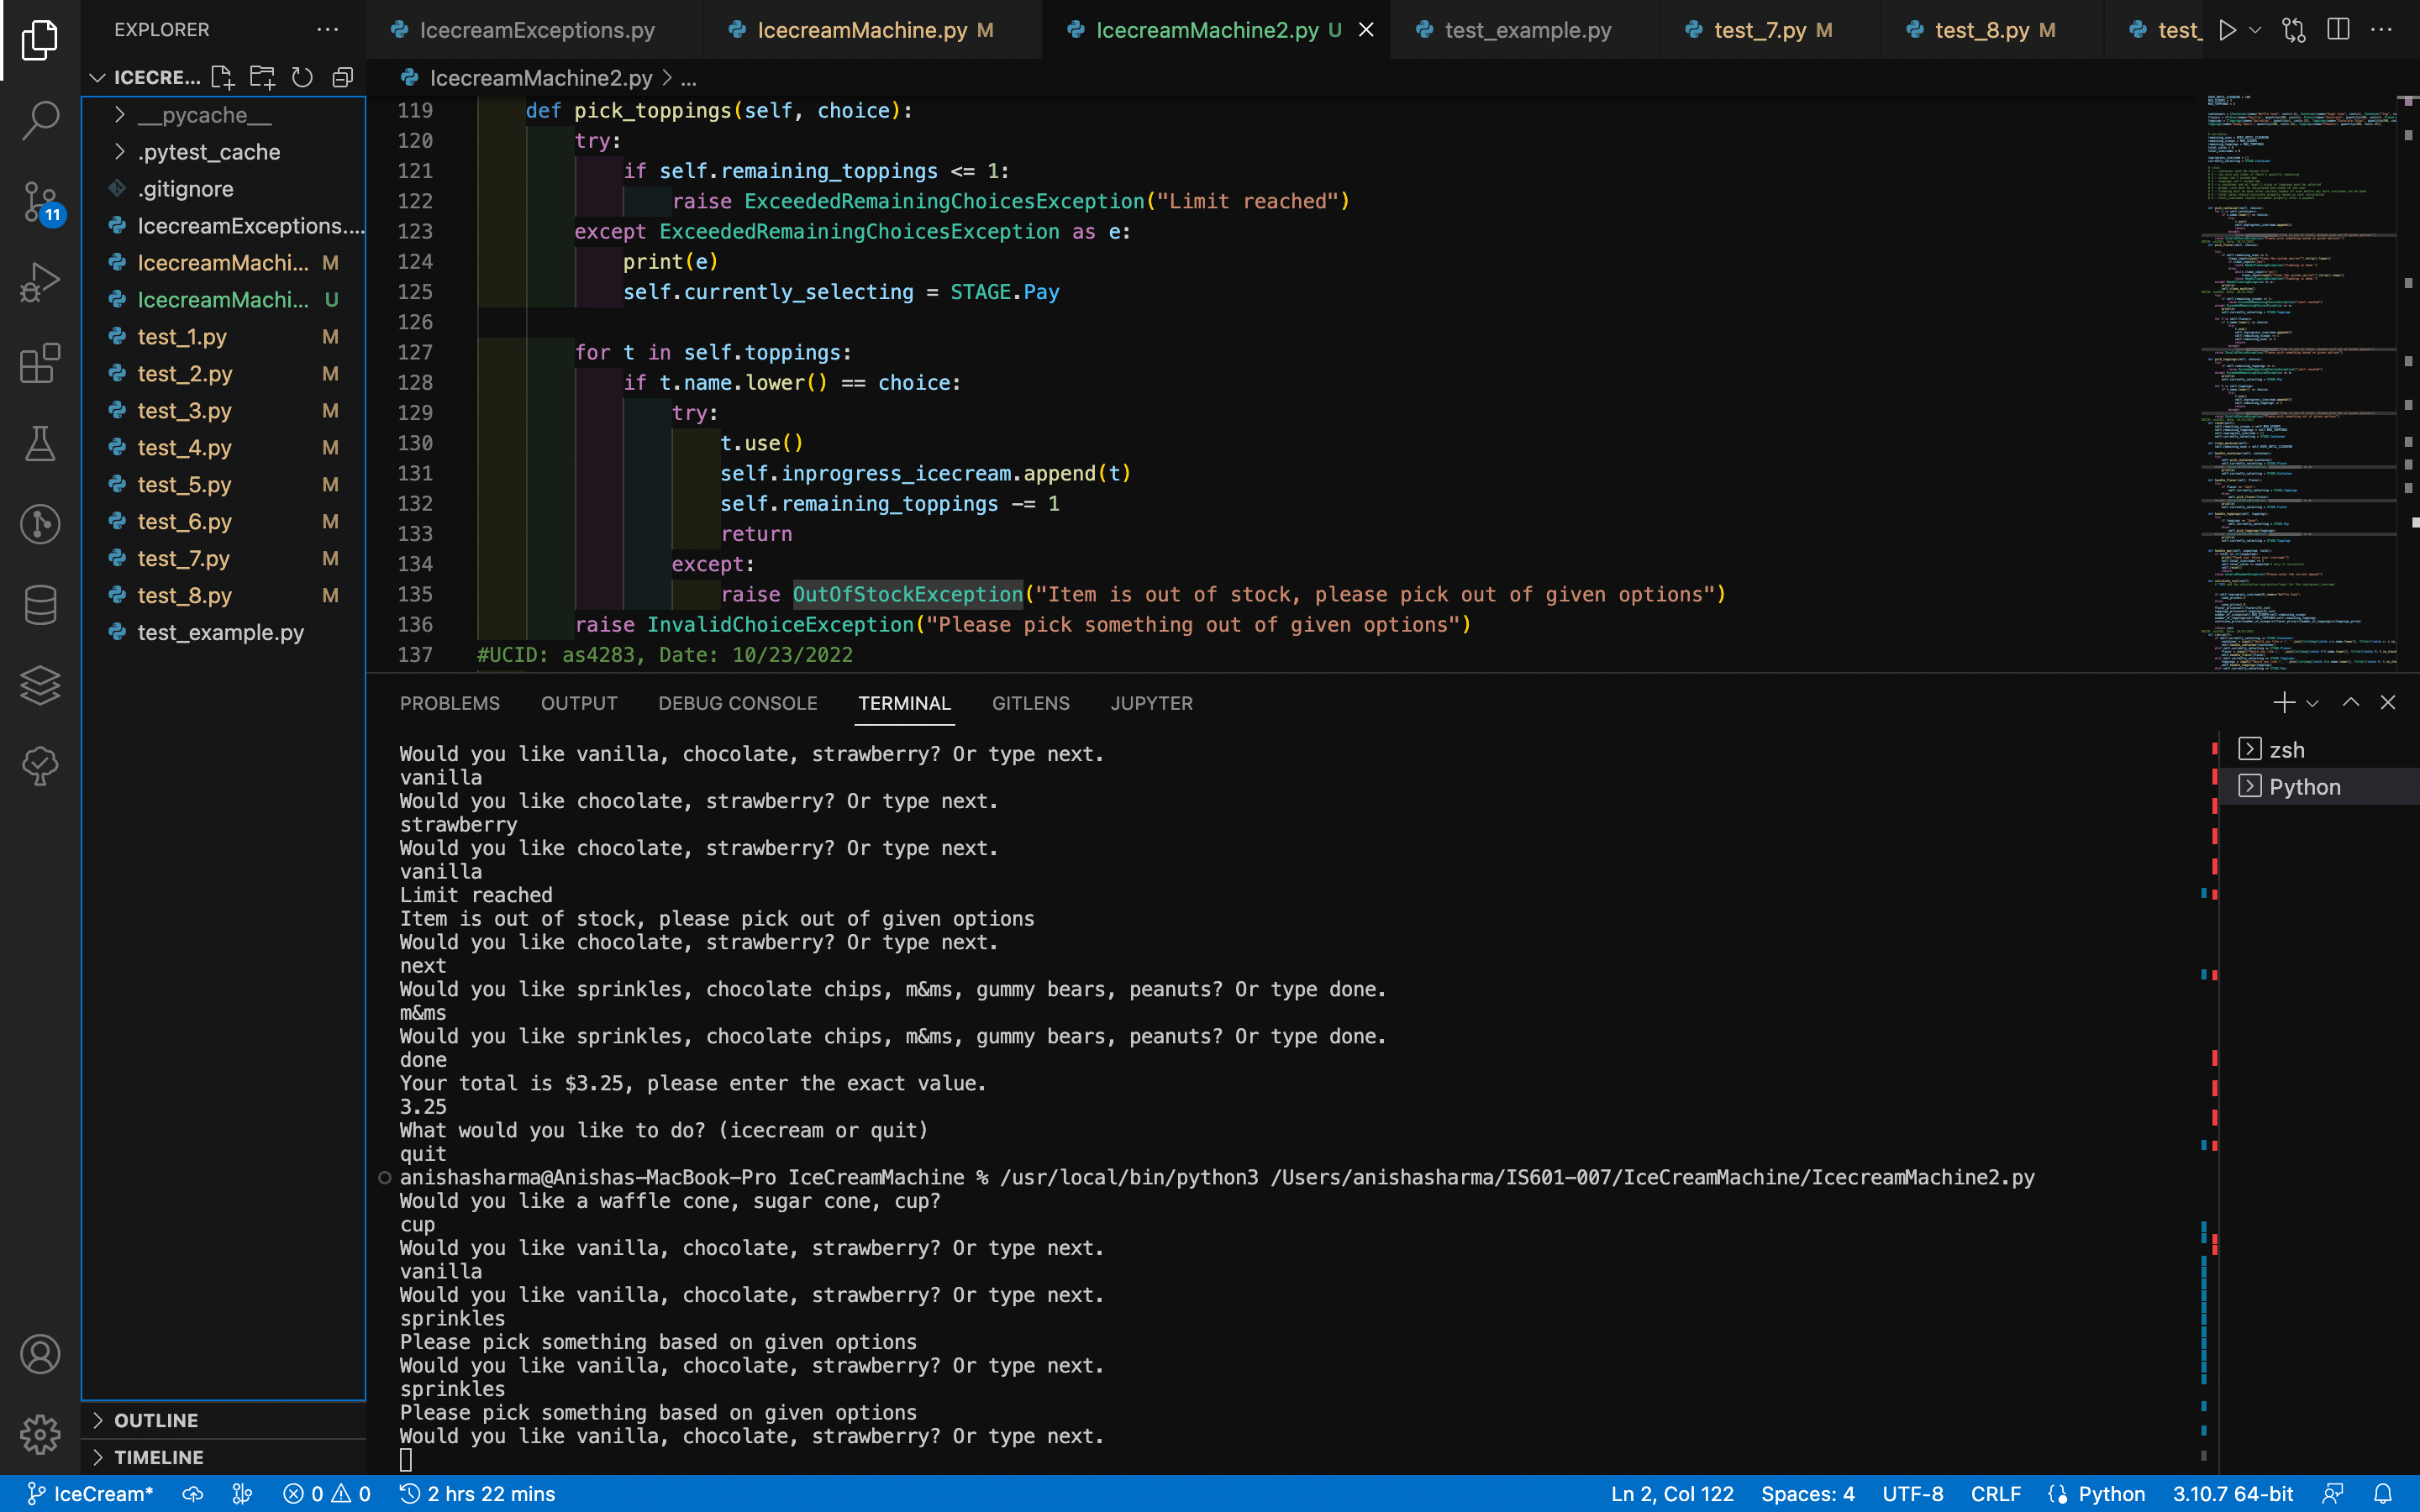 EXPLORER
IcecreamExceptions.py
IcecreamMachine.py M
IcecreamMachine2.py U
test_example.py
test_7.py M
test_8.py M
test_
ICECRE...
IcecreamMachine2.py > ...
__pycache__
.pytest_cache
.gitignore
IcecreamExceptions....
IcecreamMachi... M
IcecreamMachi... U
test_1.py M
test_2.py M
test_3.py M
test_4.py M
test_5.py M
test_6.py M
test_7.py M
test_8.py M
test_example.py
11
OUTLINE
TIMELINE
119 def pick_toppings(self, choice):
120 try:
121 if self.remaining_toppings <= 1:
122 raise ExceededRemainingChoicesException("Limit reached")
123 except ExceededRemainingChoicesException as e:
124 print(e)
125 self.currently_selecting = STAGE.Pay
126
127 for t in self.toppings:
128 if t.name.lower() == choice:
129 try:
130 t.use()
131 self.inprogress_icecream.append(t)
132 self.remaining_toppings -= 1
133 return
134 except:
135 raise OutOfStockException("Item is out of stock, please pick out of given options")
136 raise InvalidChoiceException("Please pick something out of given options")
137 #UCID: as4283, Date: 10/23/2022
PROBLEMS OUTPUT DEBUG CONSOLE TERMINAL GITLENS JUPYTER
zsh
Python
Would you like vanilla, chocolate, strawberry? Or type next.
vanilla
Would you like chocolate, strawberry? Or type next.
strawberry
Would you like chocolate, strawberry? Or type next.
vanilla
Limit reached
Item is out of stock, please pick out of given options
Would you like chocolate, strawberry? Or type next.
next
Would you like sprinkles, chocolate chips, m&ms, gummy bears, peanuts? Or type done.
m&ms
Would you like sprinkles, chocolate chips, m&ms, gummy bears, peanuts? Or type done.
done
Your total is $3.25, please enter the exact value.
3.25
What would you like to do? (icecream or quit)
quit
anishasharma@Anishas-MacBook-Pro IceCreamMachine % /usr/local/bin/python3 /Users/anishasharma/IS601-007/IceCreamMachine/IcecreamMachine2.py
Would you like a waffle cone, sugar cone, cup?
cup
Would you like vanilla, chocolate, strawberry? Or type next.
vanilla
Would you like vanilla, chocolate, strawberry? Or type next.
sprinkles
Please pick something based on given options
Would you like vanilla, chocolate, strawberry? Or type next.
sprinkles
Please pick something based on given options
Would you like vanilla, chocolate, strawberry? Or type next.
IceCream* 0 0 2 hrs 22 mins Ln 2, Col 122 Spaces: 4 UTF-8 CRLF Python 3.10.7 64-bit